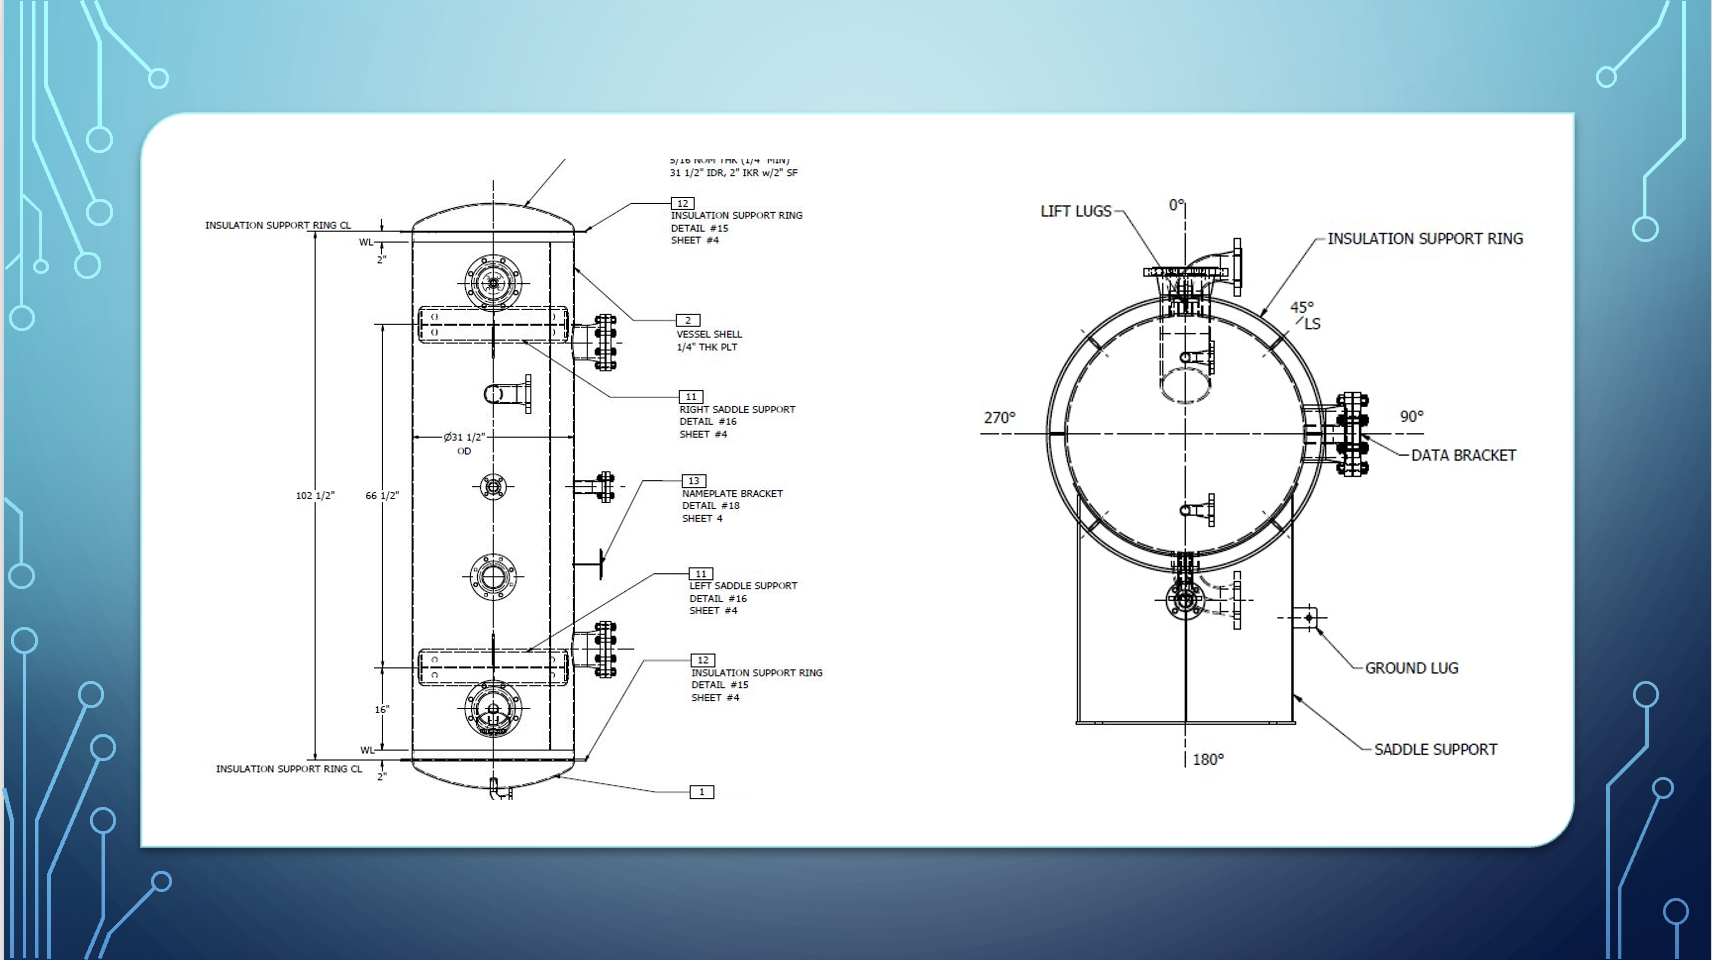 5/16 NOM THK (1/4" MIN)
31 1/2" IDR, 2" IKR w/2" SF
12
INSULATION SUPPORT RING
DETAIL #15
SHEET #4
INSULATION SUPPORT RING CL
WL
2"
2
VESSEL SHELL
1/4" THK PLT
11
RIGHT SADDLE SUPPORT
DETAIL #16
SHEET #4
Ø31 1/2"
OD
102 1/2"
66 1/2"
13
NAMEPLATE BRACKET
DETAIL #18
SHEET 4
11
LEFT SADDLE SUPPORT
DETAIL #16
SHEET #4
12
INSULATION SUPPORT RING
DETAIL #15
SHEET #4
16"
WL
INSULATION SUPPORT RING CL
2"
1
LIFT LUGS
0°
INSULATION SUPPORT RING
45°
LS
270°
90°
DATA BRACKET
GROUND LUG
SADDLE SUPPORT
180°